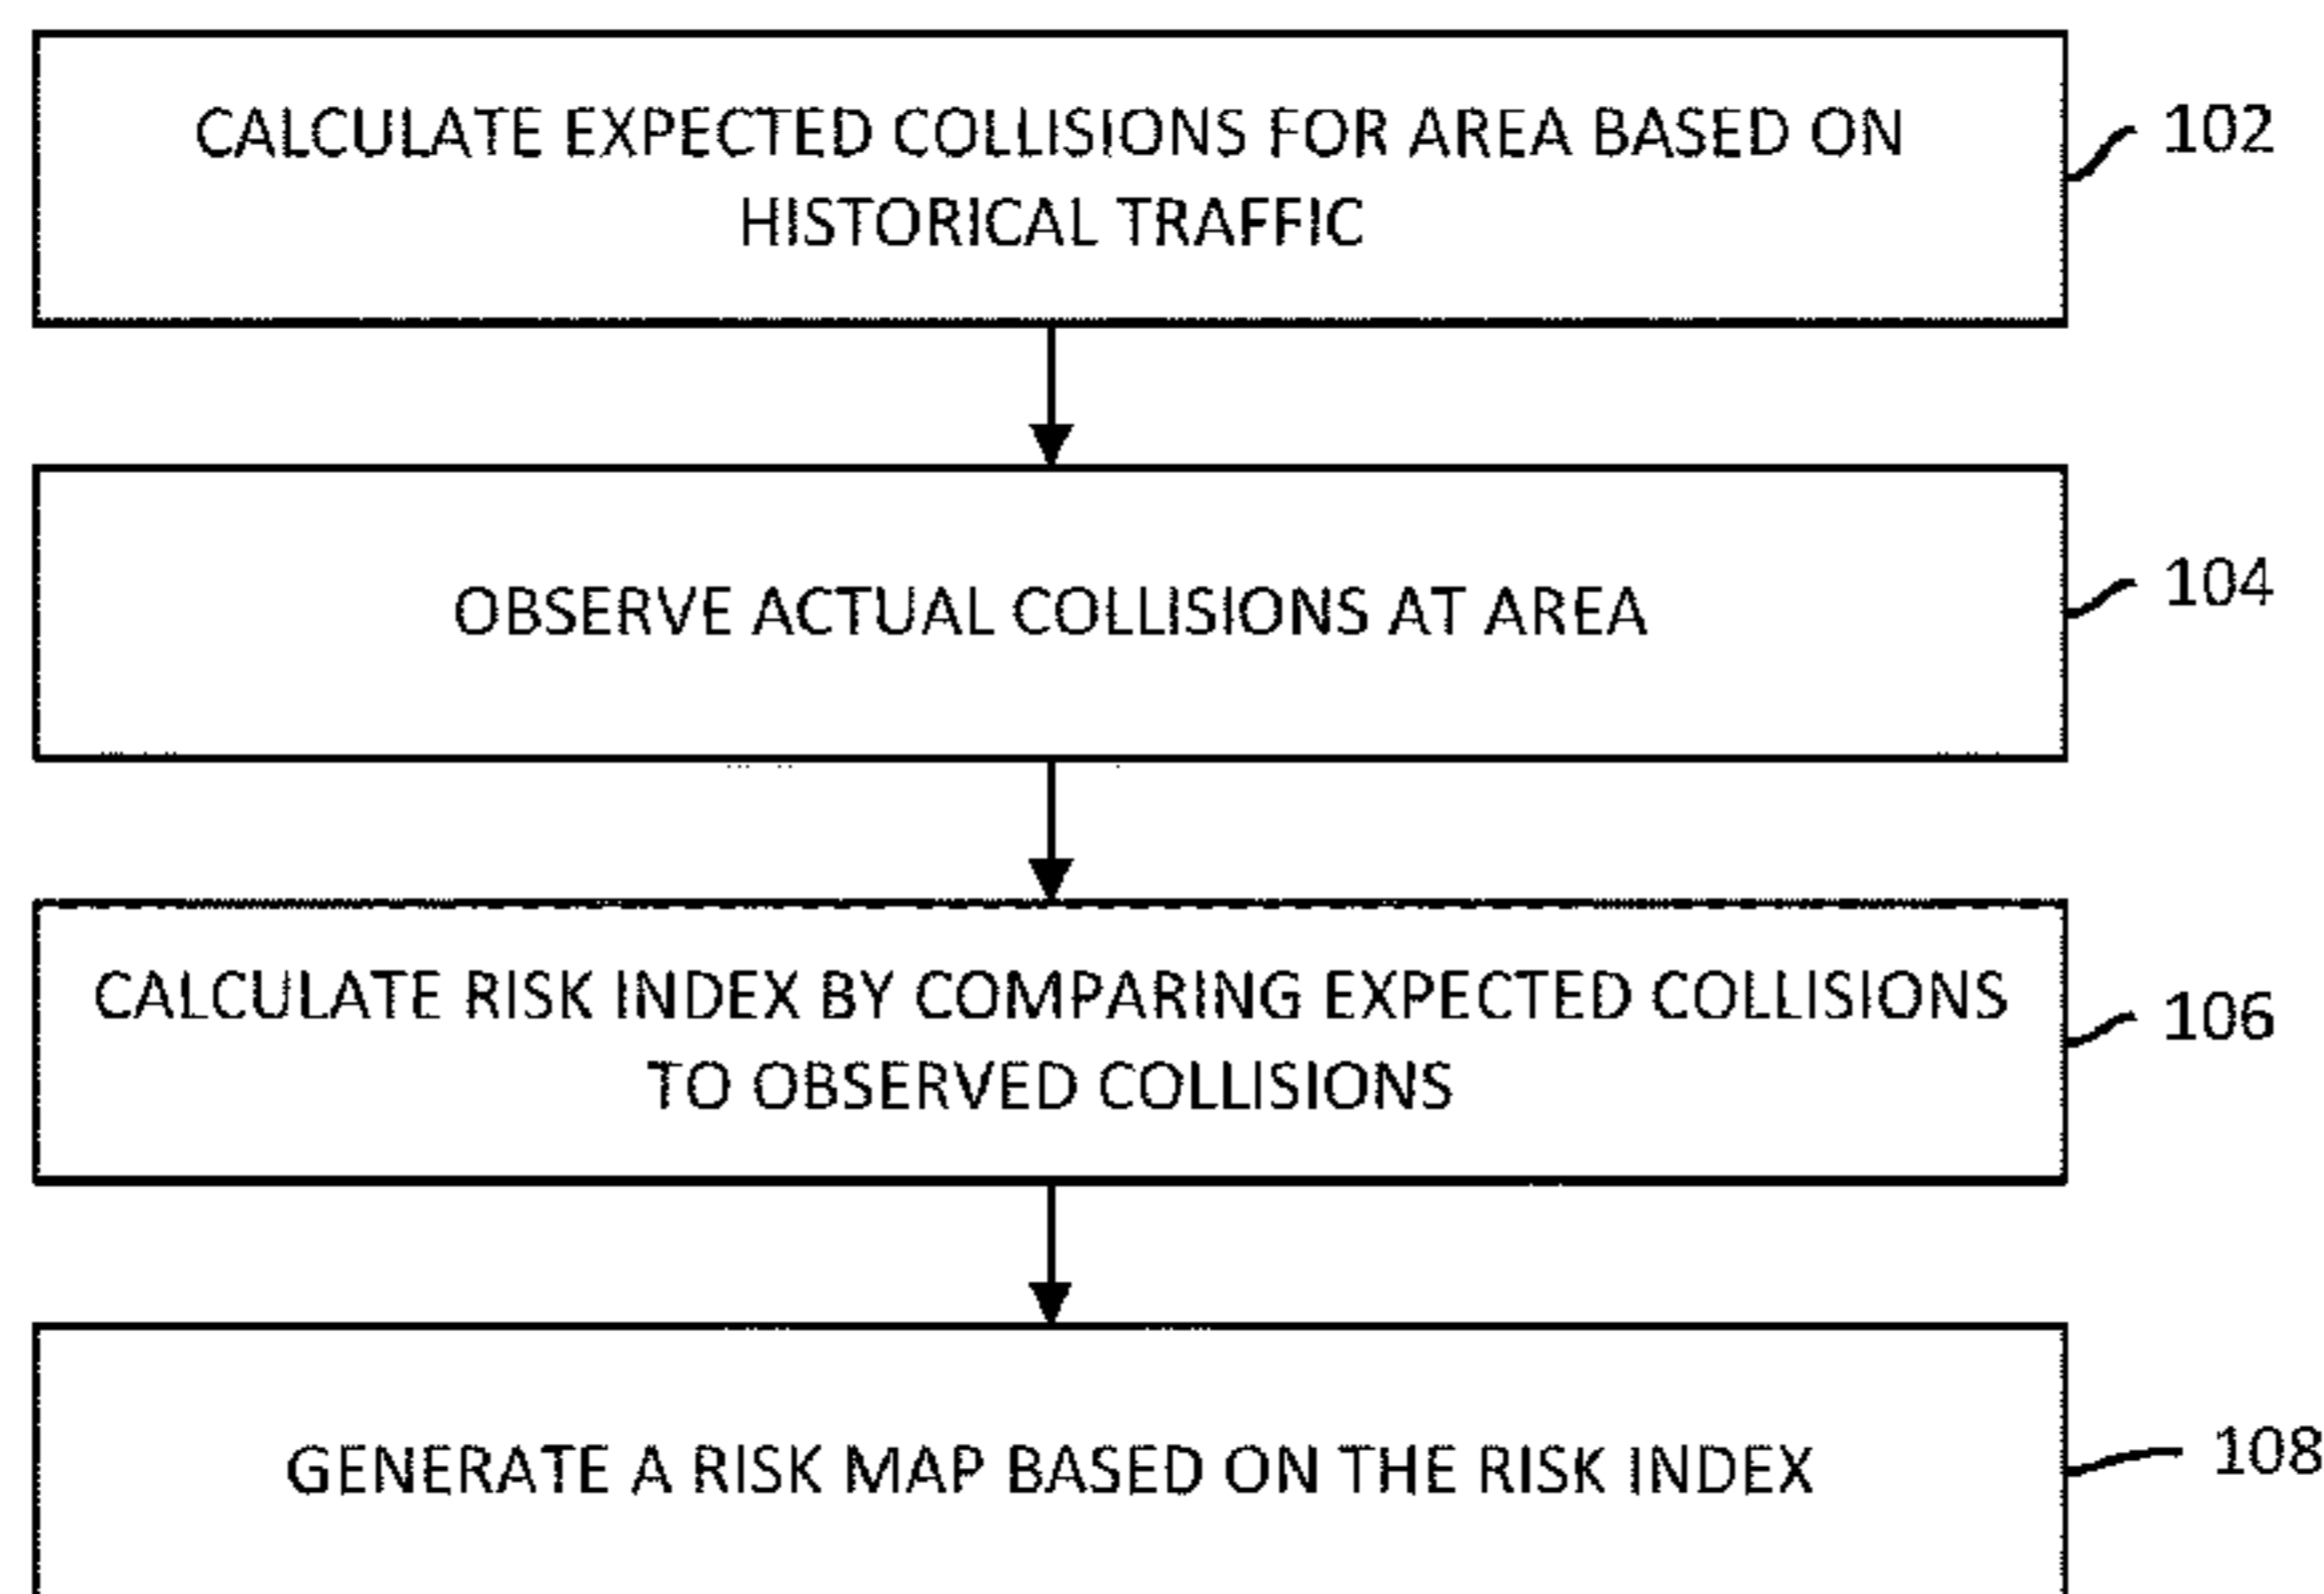 CALCULATE EXPECTED COLLISIONS FOR AREA BASED ON
HISTORICAL TRAFFIC
102
OBSERVE ACTUAL COLLISIONS AT AREA
104
CALCULATE RISK INDEX BY COMPARING EXPECTED COLLISIONS
TO OBSERVED COLLISIONS
106
GENERATE A RISK MAP BASED ON THE RISK INDEX
108